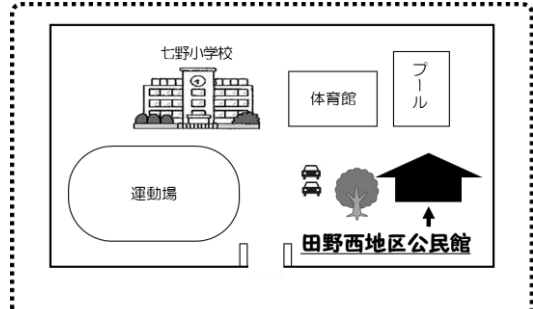 七野小学校
体育館
プール
運動場
田野西地区公民館